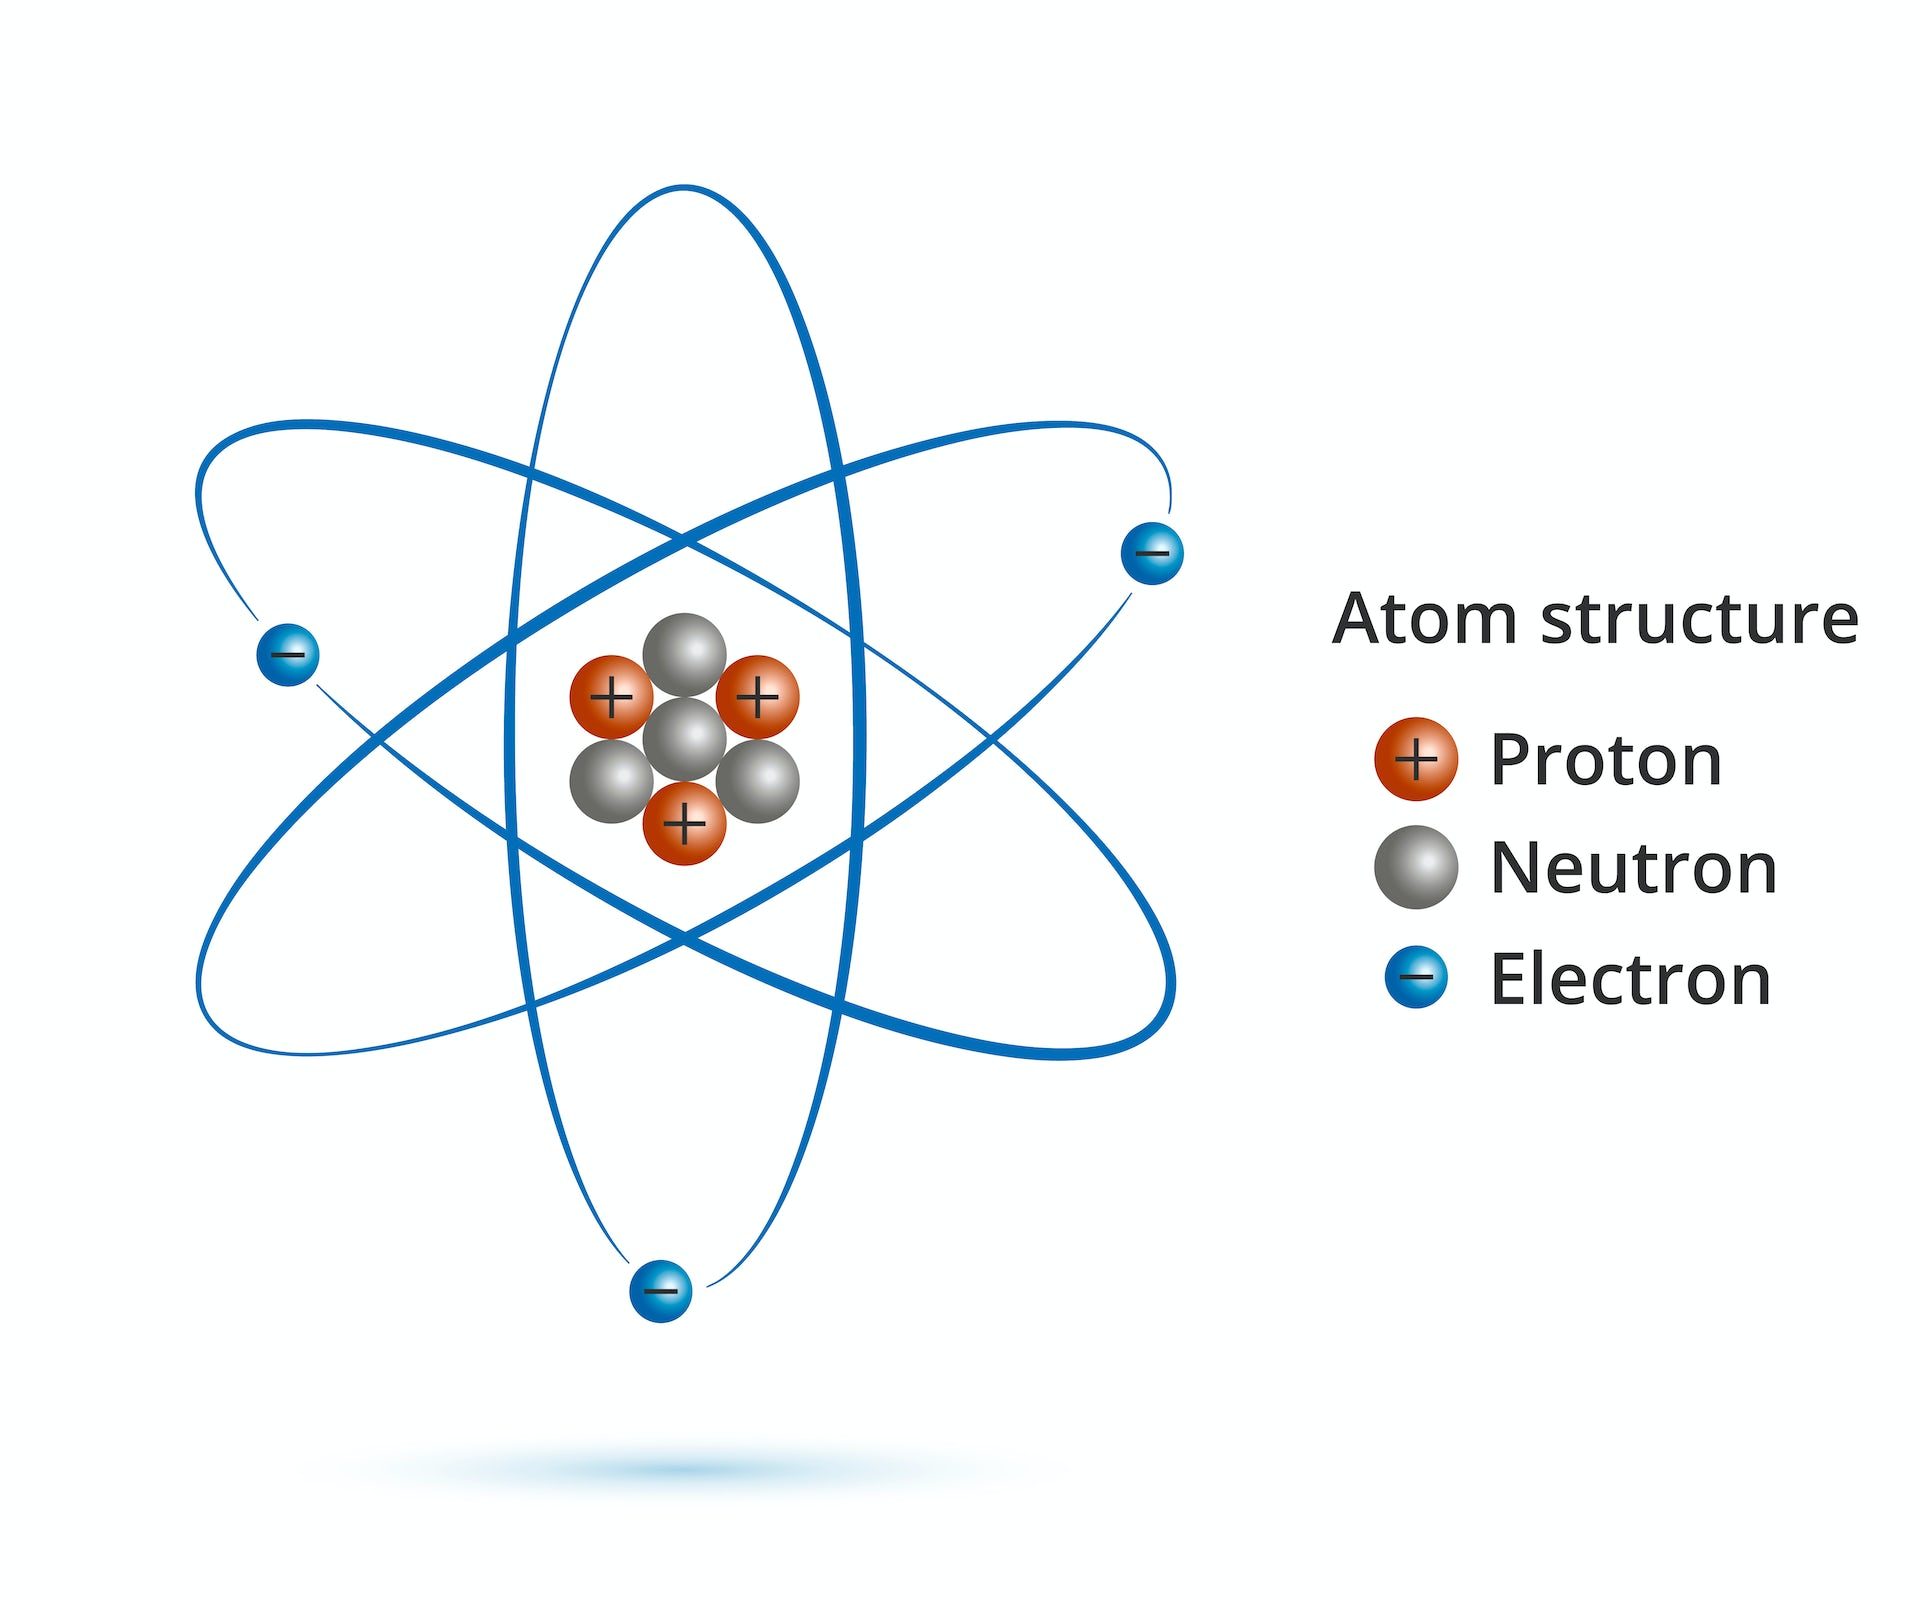 Atom structure
+ Proton
Neutron
− Electron
−
−
+ +
+
−